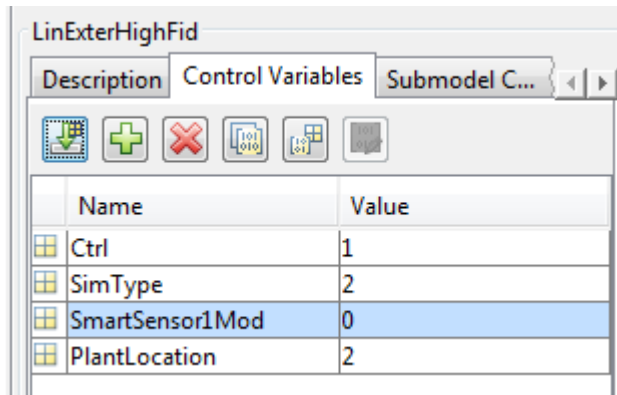 LinExterHighFid
Description Control Variables Submodel C...
Name Value
Ctrl 1
SimType 2
SmartSensor1Mod 0
PlantLocation 2